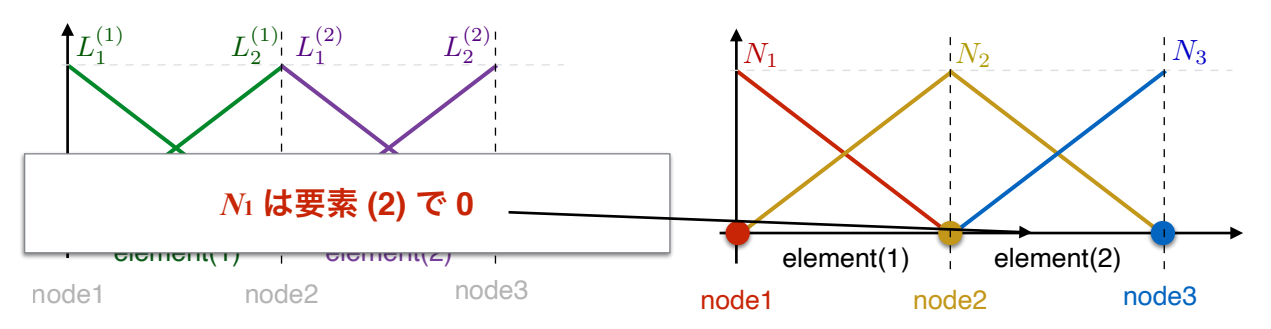 L_1^{(1)} L_2^{(1)} L_1^{(2)} L_2^{(2)}
N_1 は要素 (2) で 0
element(1) element(2)
node1 node2 node3
N_1 N_2 N_3
element(1) element(2)
node1 node2 node3